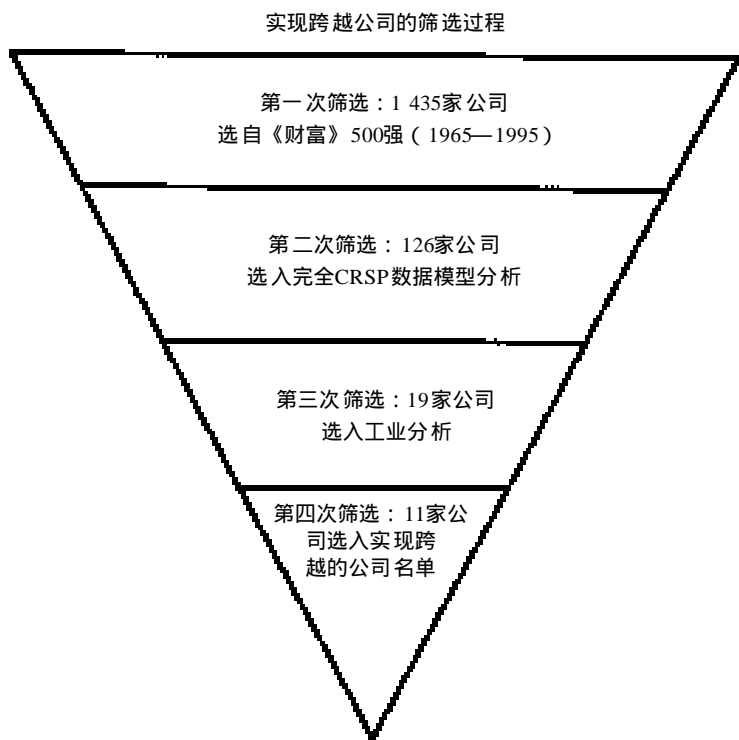 实现跨越公司的筛选过程
第一次筛选：1 435家公司
选自《财富》500强（1965—1995）
第二次筛选：126家公司
选入完全CRSP数据模型分析
第三次筛选：19家公司
选入工业分析
第四次筛选：11家公
司选入实现跨
越的公司名单